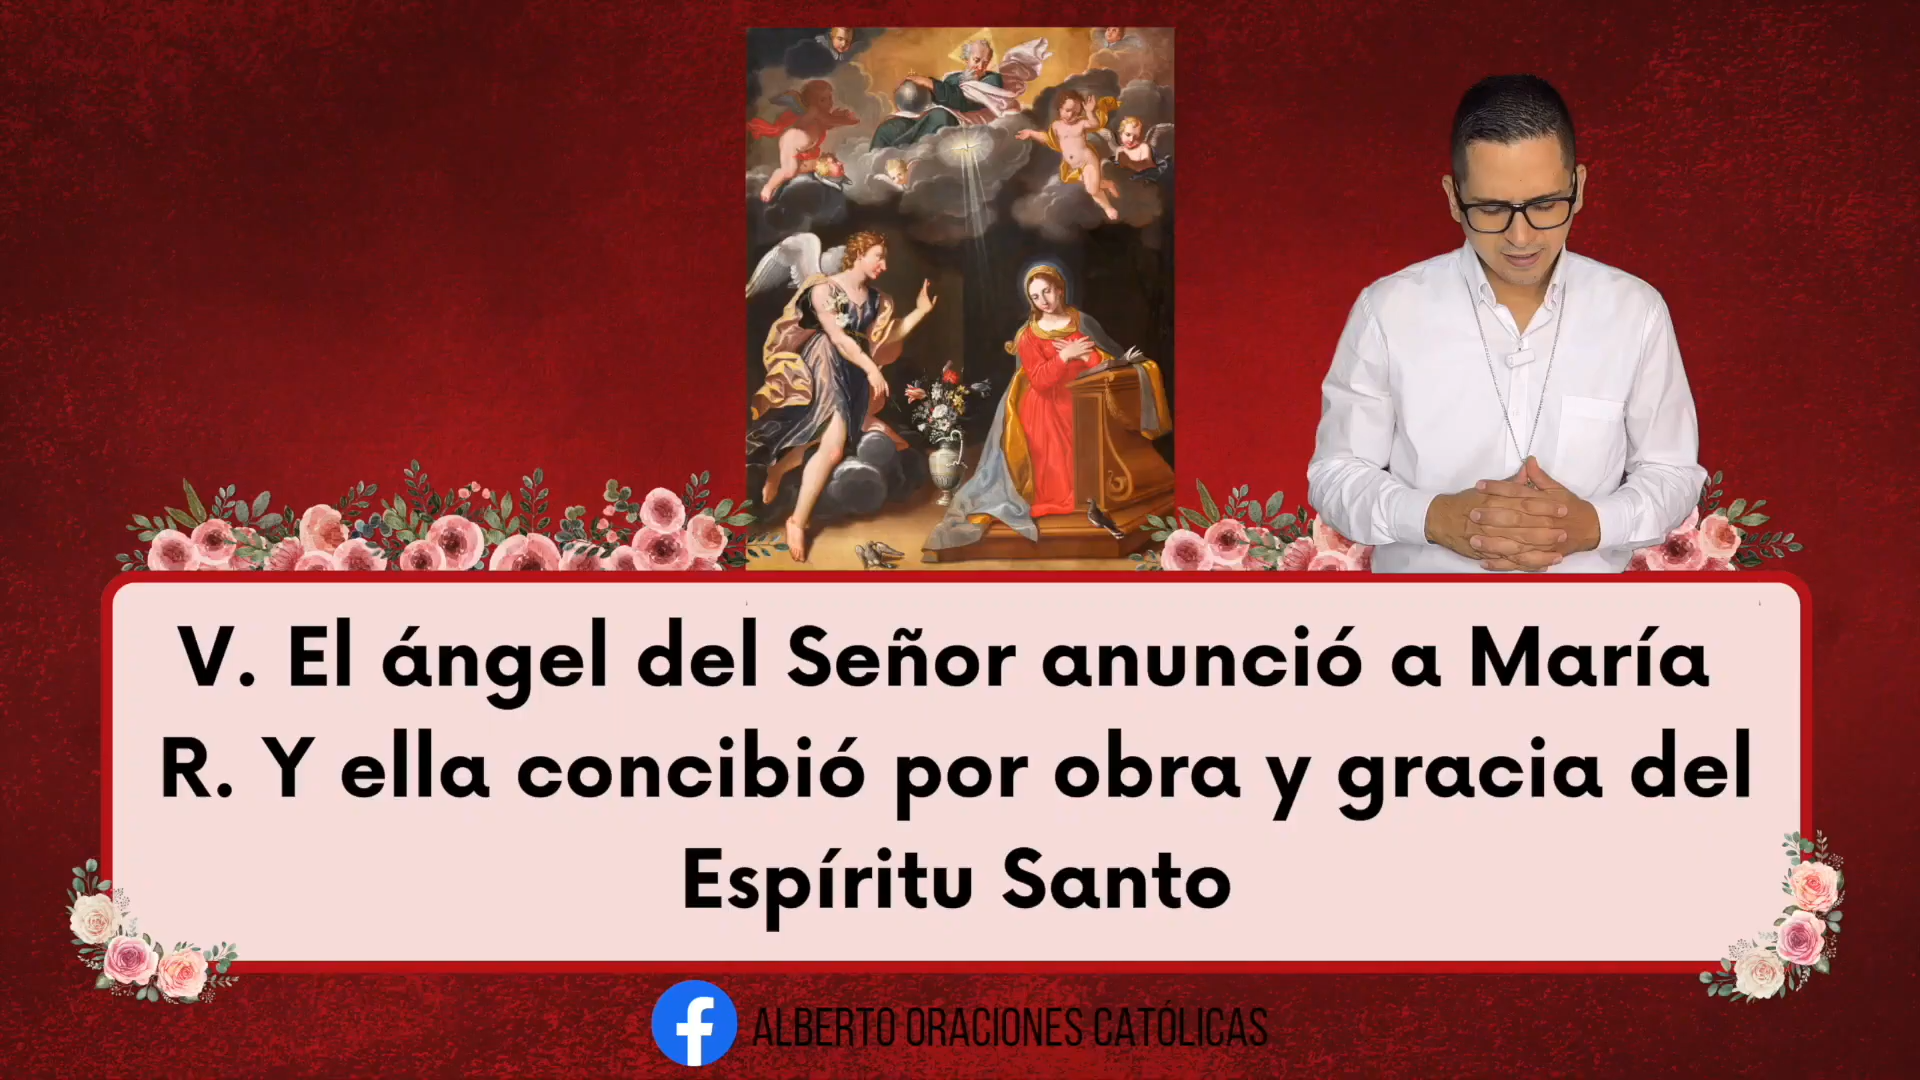 V. El ángel del Señor anunció a María
R. Y ella concibió por obra y gracia del
Espíritu Santo
ALBERTO ORACIONES CATÓLICAS